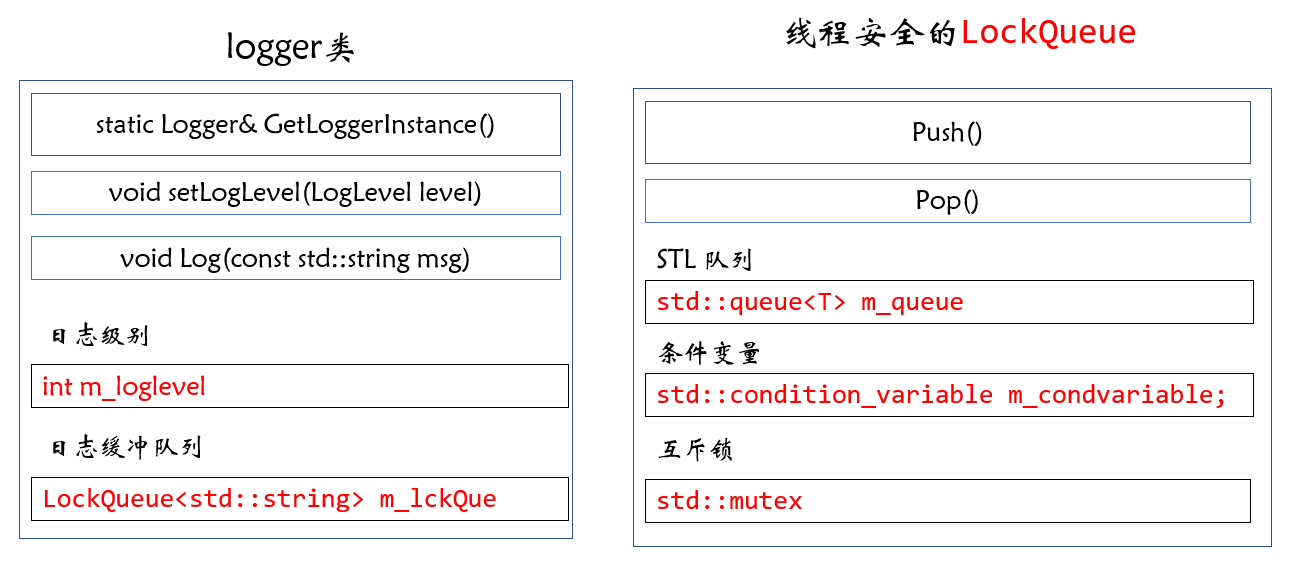 logger类
static Logger& GetLoggerInstance()
void setLogLevel(LogLevel level)
void Log(const std::string msg)
日志级别
int m_loglevel
日志缓冲队列
LockQueue<std::string> m_lckQue
线程安全的LockQueue
Push()
Pop()
STL 队列
std::queue<T> m_queue
条件变量
std::condition_variable m_condvariable;
互斥锁
std::mutex